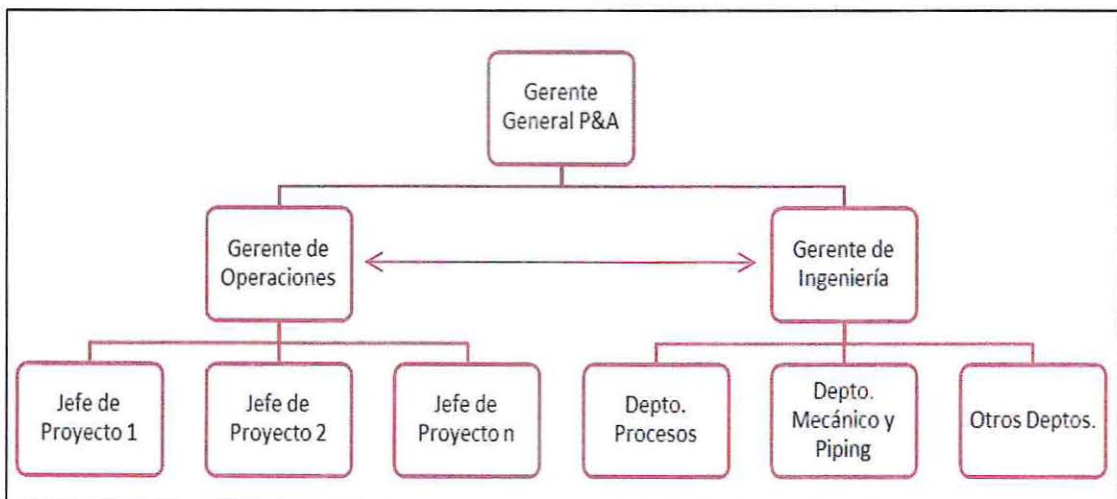 Gerente
General P&A
Gerente de
Operaciones
Gerente de
Ingeniería
Jefe de
Proyecto 1
Jefe de
Proyecto 2
Jefe de
Proyecto n
Depto.
Procesos
Depto.
Mecánico y
Piping
Otros Deptos.